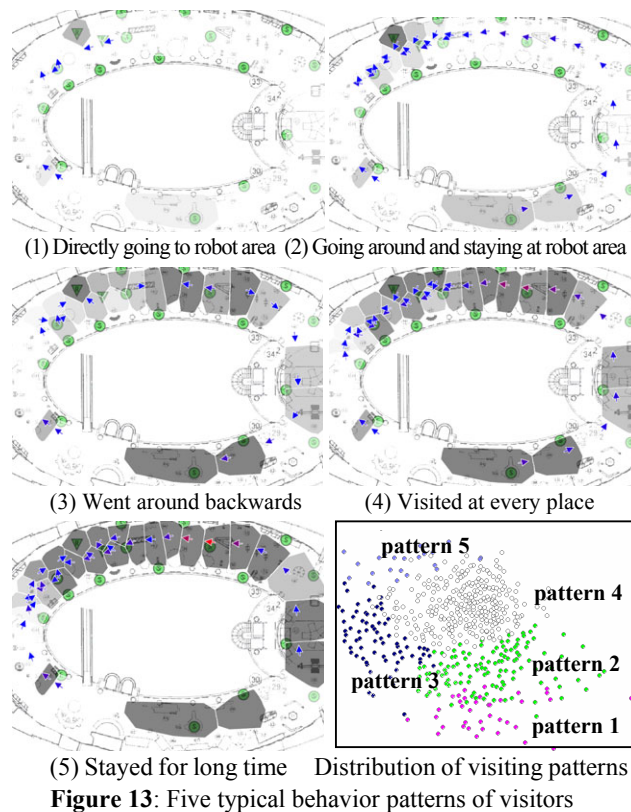 (1) Directly going to robot area (2) Going around and staying at robot area
(3) Went around backwards (4) Visited at every place
pattern 5
pattern 4
pattern 2
pattern 3
pattern 1
(5) Stayed for long time Distribution of visiting patterns
Figure 13: Five typical behavior patterns of visitors